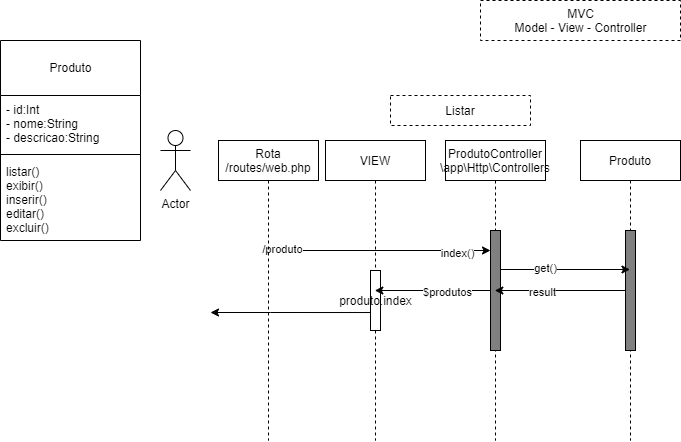 MVC
Model - View - Controller
Produto
- id:Int
- nome:String
- descricao:String
listar()
exibir()
inserir()
editar()
excluir()
Actor
Listar
Rota
/routes/web.php
VIEW
ProdutoController
\app\Http\Controllers
Produto
/produto
index()
get()
$produtos
result
produto.index